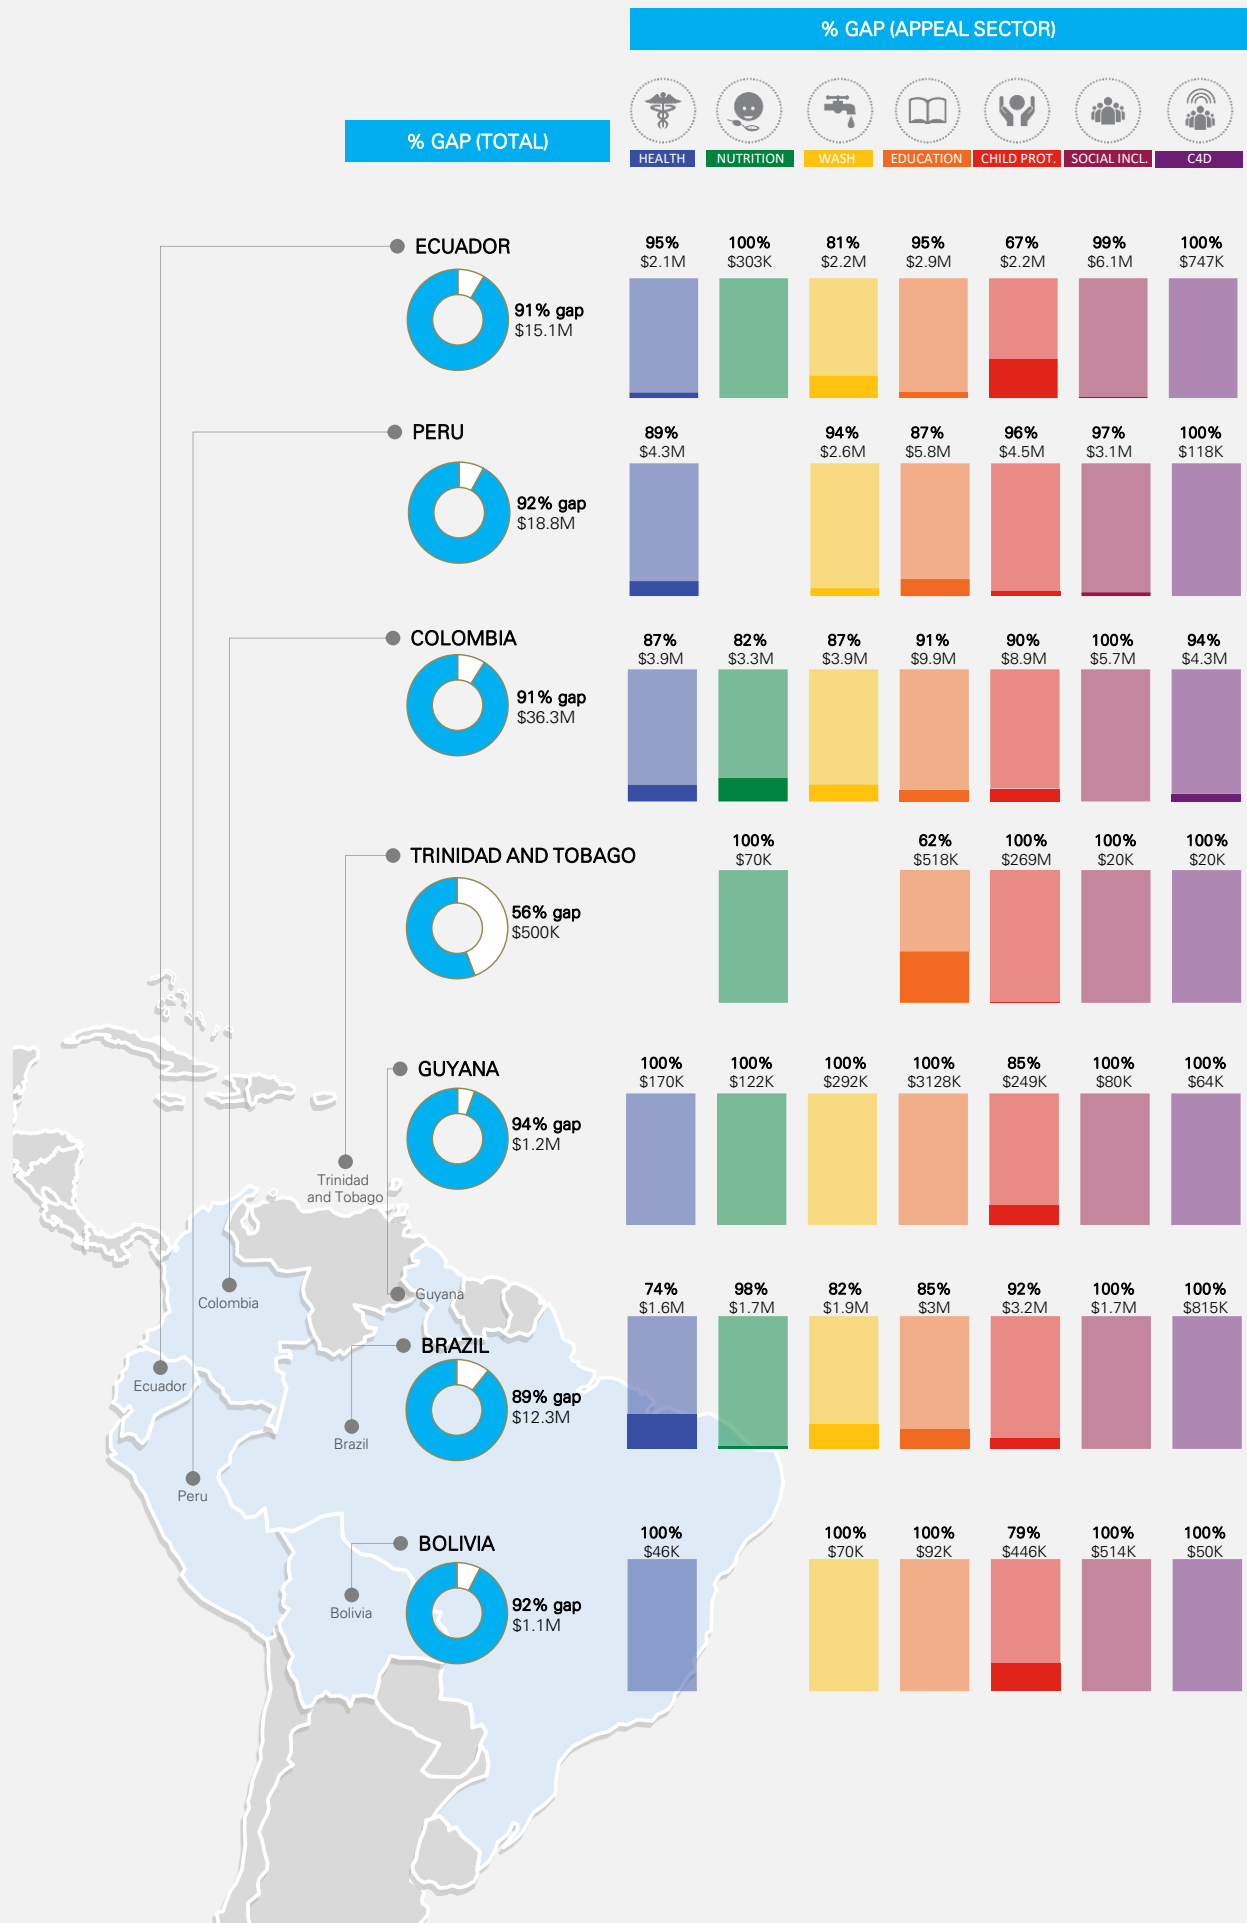 % GAP (APPEAL SECTOR)
% GAP (TOTAL)
HEALTH NUTRITION WASH EDUCATION CHILD PROT. SOCIAL INCL. C4D
ECUADOR
91% gap
$15.1M
95% 100% 81% 95% 67% 99% 100%
$2.1M $303K $2.2M $2.9M $2.2M $6.1M $747K
PERU
92% gap
$18.8M
89% 94% 87% 96% 97% 100%
$4.3M $2.6M $5.8M $4.5M $3.1M $118K
COLOMBIA
91% gap
$36.3M
87% 82% 87% 91% 90% 100% 94%
$3.9M $3.3M $3.9M $9.9M $8.9M $5.7M $4.3M
TRINIDAD AND TOBAGO
56% gap
$500K
100% 62% 100% 100% 100%
$70K $518K $269M $20K $20K
GUYANA
94% gap
$1.2M
100% 100% 100% 100% 85% 100% 100%
$170K $122K $292K $3128K $249K $80K $64K
Trinidad
and Tobago
Colombia
Guyana
BRAZIL
89% gap
$12.3M
74% 98% 82% 85% 92% 100% 100%
$1.6M $1.7M $1.9M $3M $3.2M $1.7M $815K
Ecuador
Brazil
Peru
BOLIVIA
92% gap
$1.1M
100% 100% 100% 79% 100% 100%
$46K $70K $92K $446K $514K $50K
Bolivia